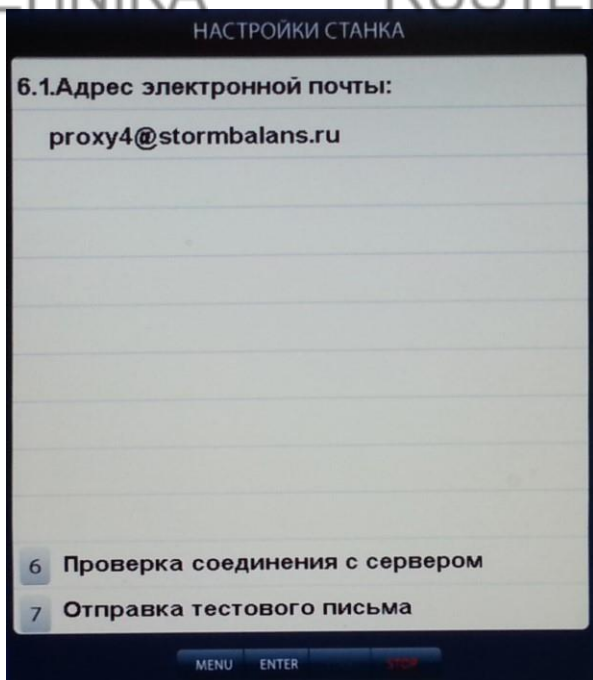 НАСТРОЙКИ СТАНКА
6.1.Адрес электронной почты:
proxy4@stormbalans.ru
6 Проверка соединения с сервером
7 Отправка тестового письма
MENU ENTER STOP